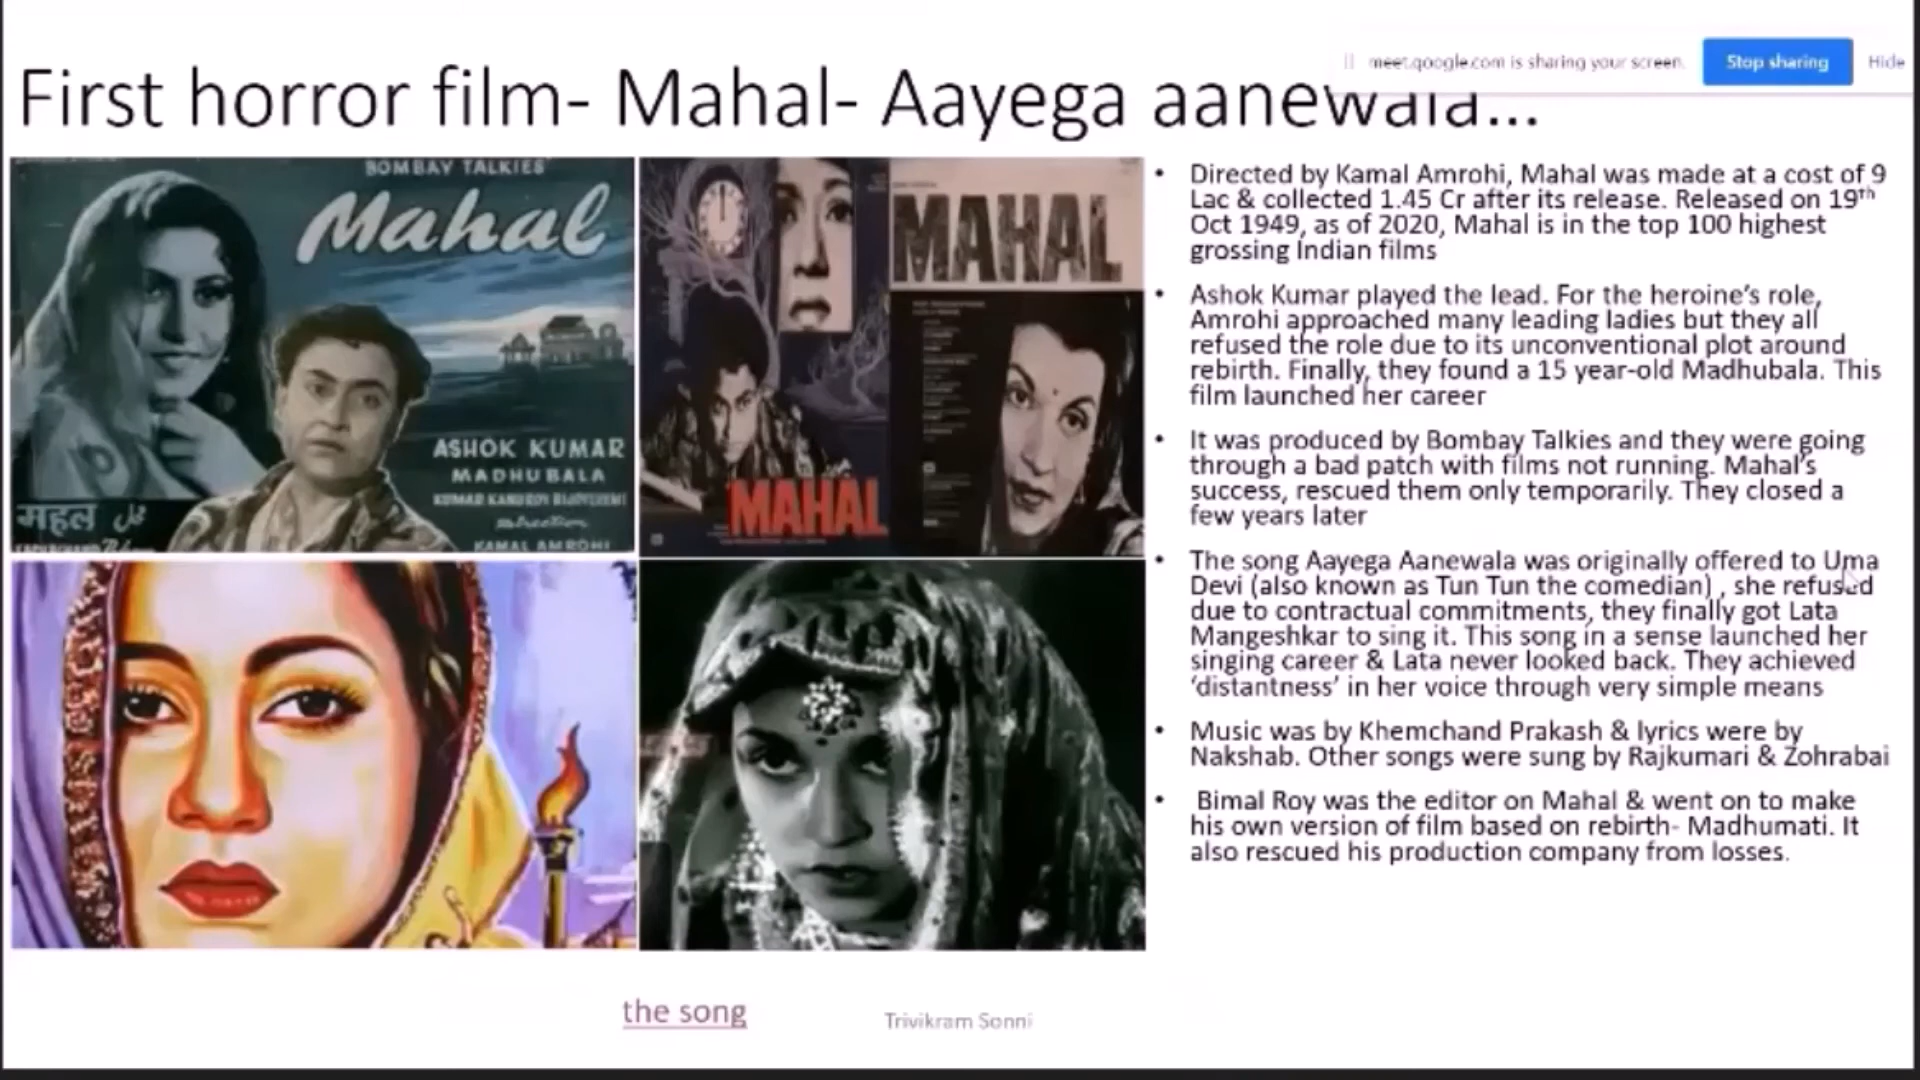 meet.google.com is sharing your screen.
Stop sharing
Hide
First horror film- Mahal- Aayega aanewala...
BOMBAY TALKIES'
Mahal
ASHOK KUMAR
MADHUBALA
direction
KAMAL AMROHI
महल
محل
MAHAL
MAHAL
• Directed by Kamal Amrohi, Mahal was made at a cost of 9
Lac & collected 1.45 Cr after its release. Released on 19th
Oct 1949, as of 2020, Mahal is in the top 100 highest
grossing Indian films
• Ashok Kumar played the lead. For the heroine's role,
Amrohi approached many leading ladies but they all
refused the role due to its unconventional plot around
rebirth. Finally, they found a 15 year-old Madhubala. This
film launched her career
• It was produced by Bombay Talkies and they were going
through a bad patch with films not running. Mahal's
success, rescued them only temporarily. They closed a
few years later
• The song Aayega Aanewala was originally offered to Uma
Devi (also known as Tun Tun the comedian) , she refused
due to contractual commitments, they finally got Lata
Mangeshkar to sing it. This song in a sense launched her
singing career & Lata never looked back. They achieved
‘distantness’ in her voice through very simple means
• Music was by Khemchand Prakash & lyrics were by
Nakshab. Other songs were sung by Rajkumari & Zohrabai
• Bimal Roy was the editor on Mahal & went on to make
his own version of film based on rebirth- Madhumati. It
also rescued his production company from losses.
the song
Trivikram Sonni